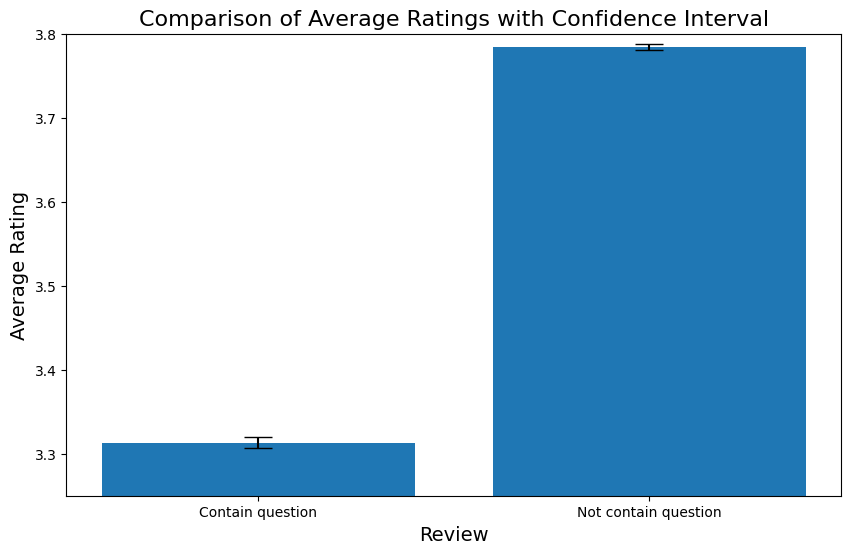 Comparison of Average Ratings with Confidence Interval
3.8
3.7
3.6
3.5
3.4
3.3
Average Rating
Contain question
Not contain question
Review